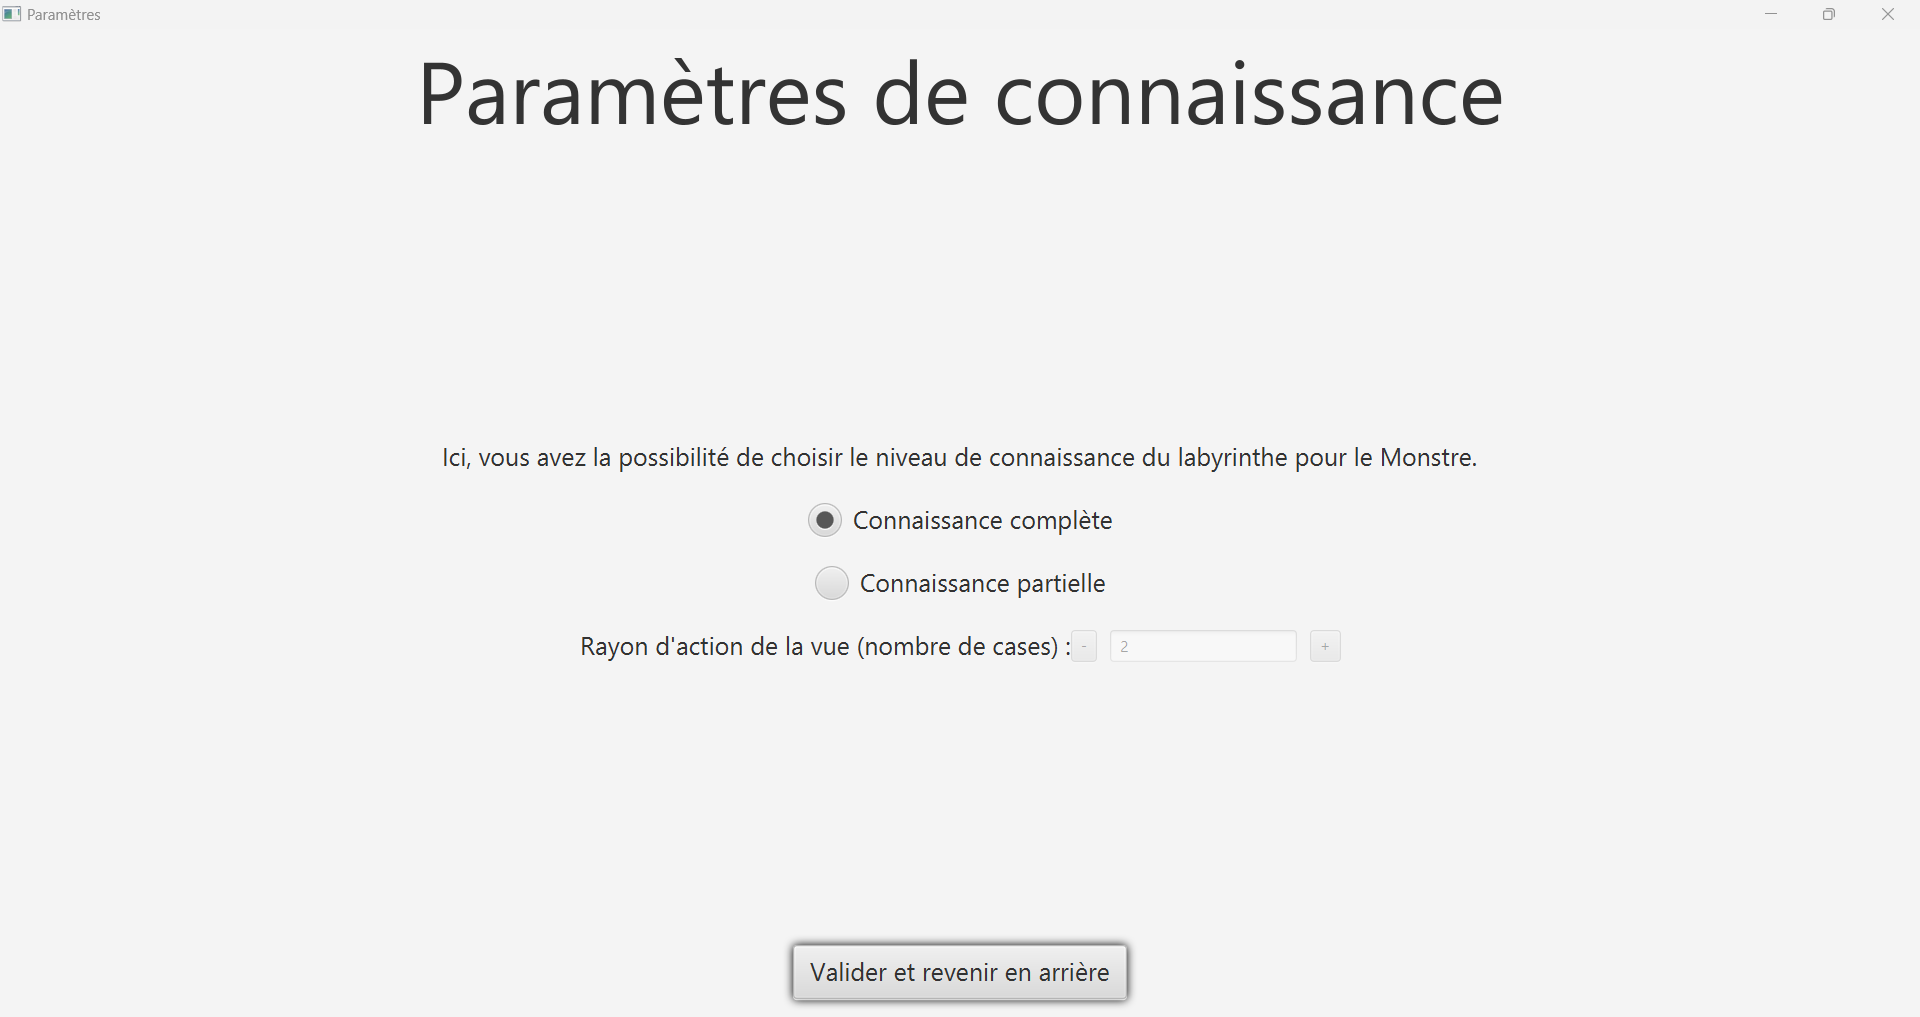 Paramètres
Paramètres de connaissance
Ici, vous avez la possibilité de choisir le niveau de connaissance du labyrinthe pour le Monstre.
Connaissance complète
Connaissance partielle
Rayon d'action de la vue (nombre de cases) : - 2 +
Valider et revenir en arrière